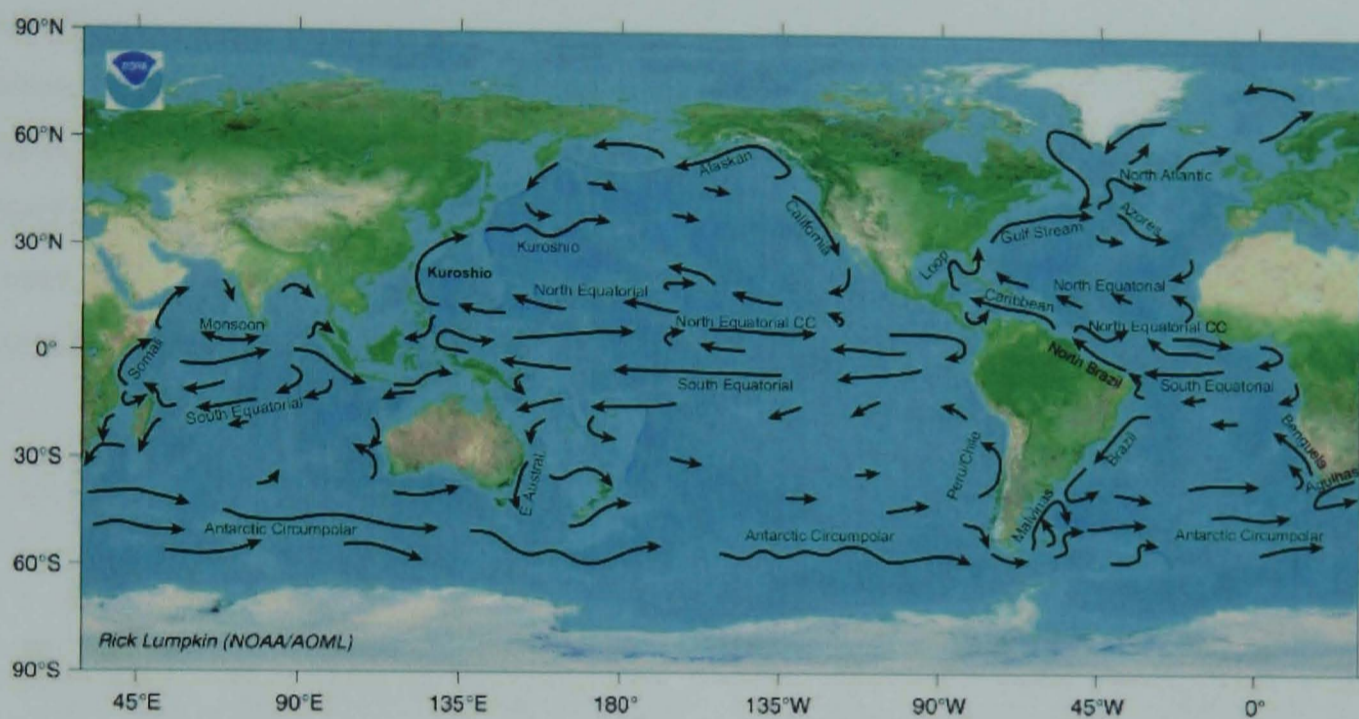 90°N
NOAA
60°N
Alaskan
North Atlantic
Azores
California
Gulf Stream
30°N
Kuroshio
Kuroshio
Loop
North Equatorial
North Equatorial
Caribbean
Monsoon
North Equatorial CC
North Equatorial CC
0°
Somali
North Brazil
South Equatorial
South Equatorial
South Equatorial
Brazil
Benguela
30°S
E.Austral.
Peru/Chile
Agulhas
Malvinas
Antarctic Circumpolar
Antarctic Circumpolar
Antarctic Circumpolar
60°S
Rick Lumpkin (NOAA/AOML)
90°S
45°E 90°E 135°E 180° 135°W 90°W 45°W 0°